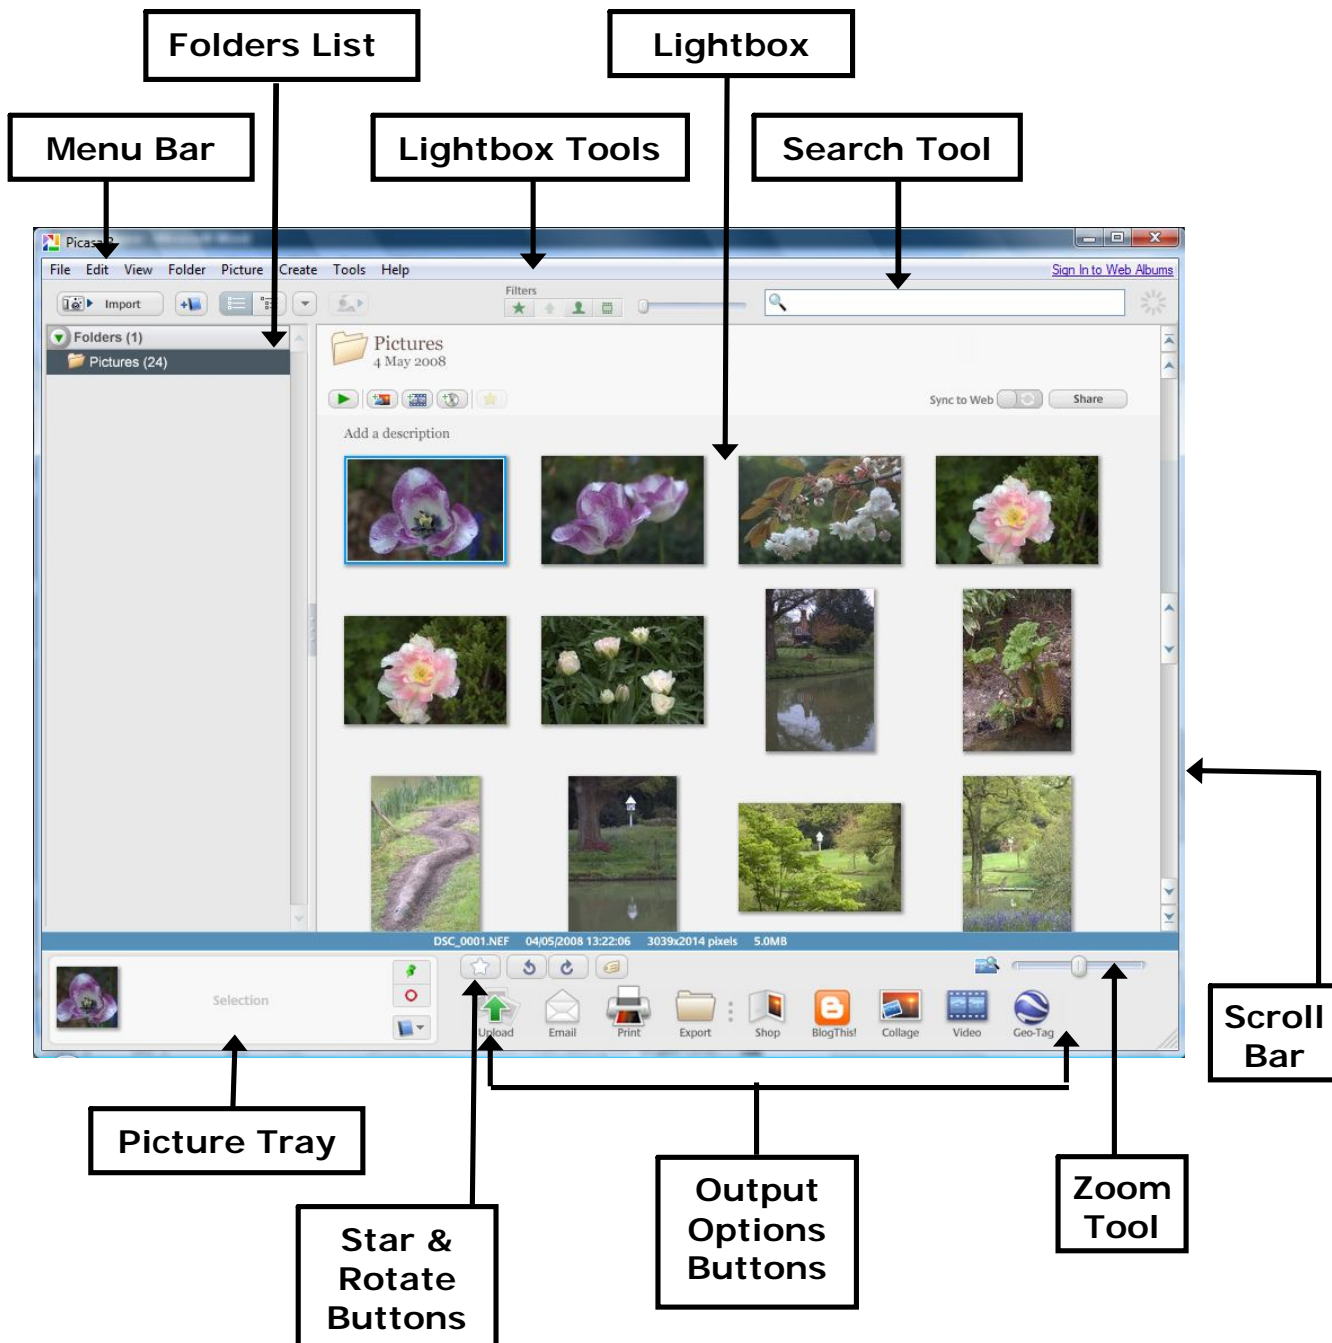 Folders List
Lightbox
Menu Bar
Lightbox Tools
Search Tool
Picasa
File Edit View Folder Picture Create Tools Help
Sign In to Web Albums
Import
Filters
Folders (1)
Pictures (24)
Pictures
4 May 2008
Sync to Web
Share
Add a description
DSC_0001.NEF 04/05/2008 13:22:06 3039x2014 pixels 5.0MB
Selection
Upload Email Print Export Shop BlogThis! Collage Video Geo-Tag
Scroll
Bar
Picture Tray
Star &
Rotate
Buttons
Output
Options
Buttons
Zoom
Tool